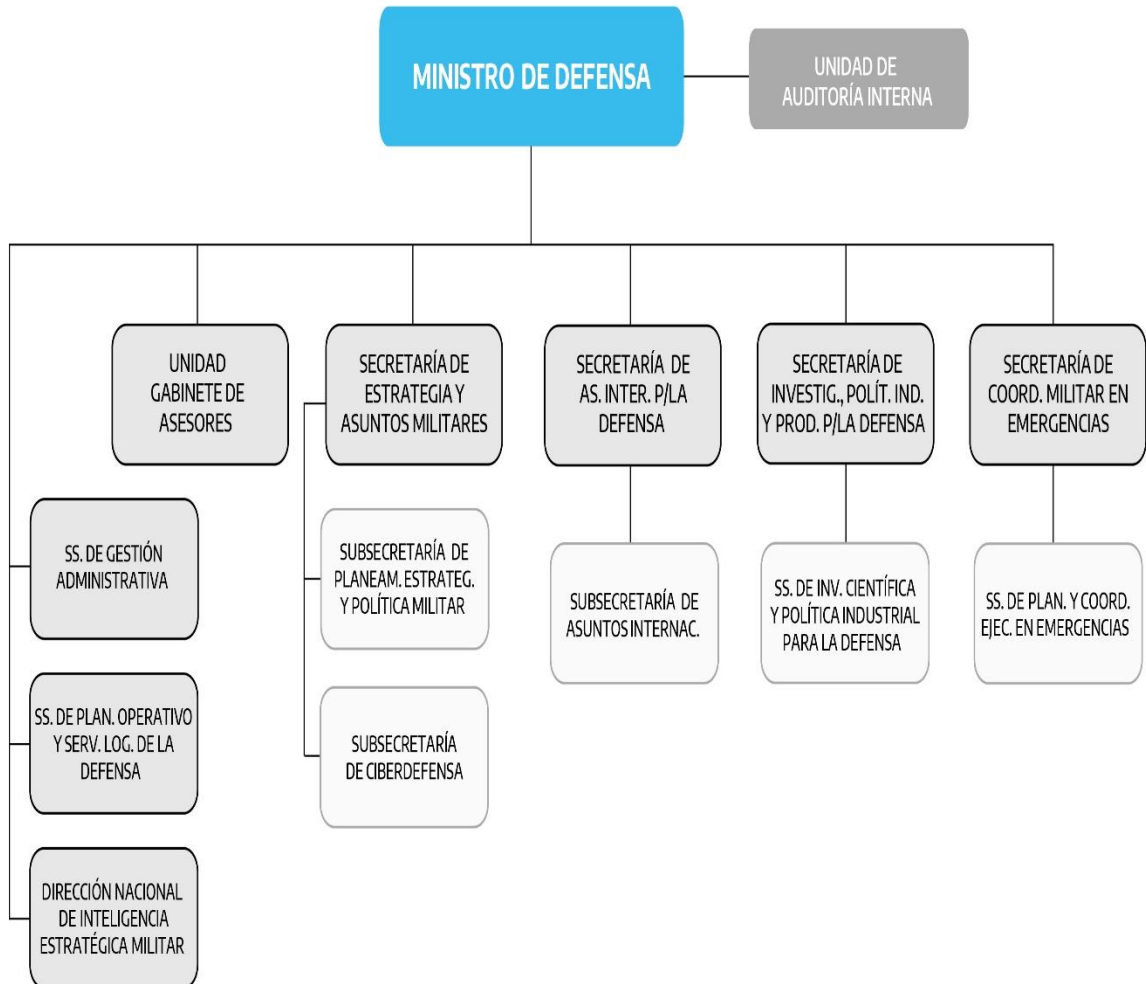 MINISTRO DE DEFENSA
UNIDAD DE
AUDITORÍA INTERNA
UNIDAD
GABINETE DE
ASESORES
SECRETARÍA DE
ESTRATEGIA Y
ASUNTOS MILITARES
SECRETARÍA DE
AS. INTER. P/LA
DEFENSA
SECRETARÍA DE
INVESTIG., POLÍT. IND.
Y PROD. P/LA DEFENSA
SECRETARÍA DE
COORD. MILITAR EN
EMERGENCIAS
SS. DE GESTIÓN
ADMINISTRATIVA
SUBSECRETARÍA DE
PLANEAM. ESTRATEG.
Y POLÍTICA MILITAR
SUBSECRETARÍA DE
ASUNTOS INTERNAC.
SS. DE INV. CIENTÍFICA
Y POLÍTICA INDUSTRIAL
PARA LA DEFENSA
SS. DE PLAN. Y COORD.
EJEC. EN EMERGENCIAS
SS. DE PLAN. OPERATIVO
Y SERV. LOG. DE LA
DEFENSA
SUBSECRETARÍA
DE CIBERDEFENSA
DIRECCIÓN NACIONAL
DE INTELIGENCIA
ESTRATÉGICA MILITAR